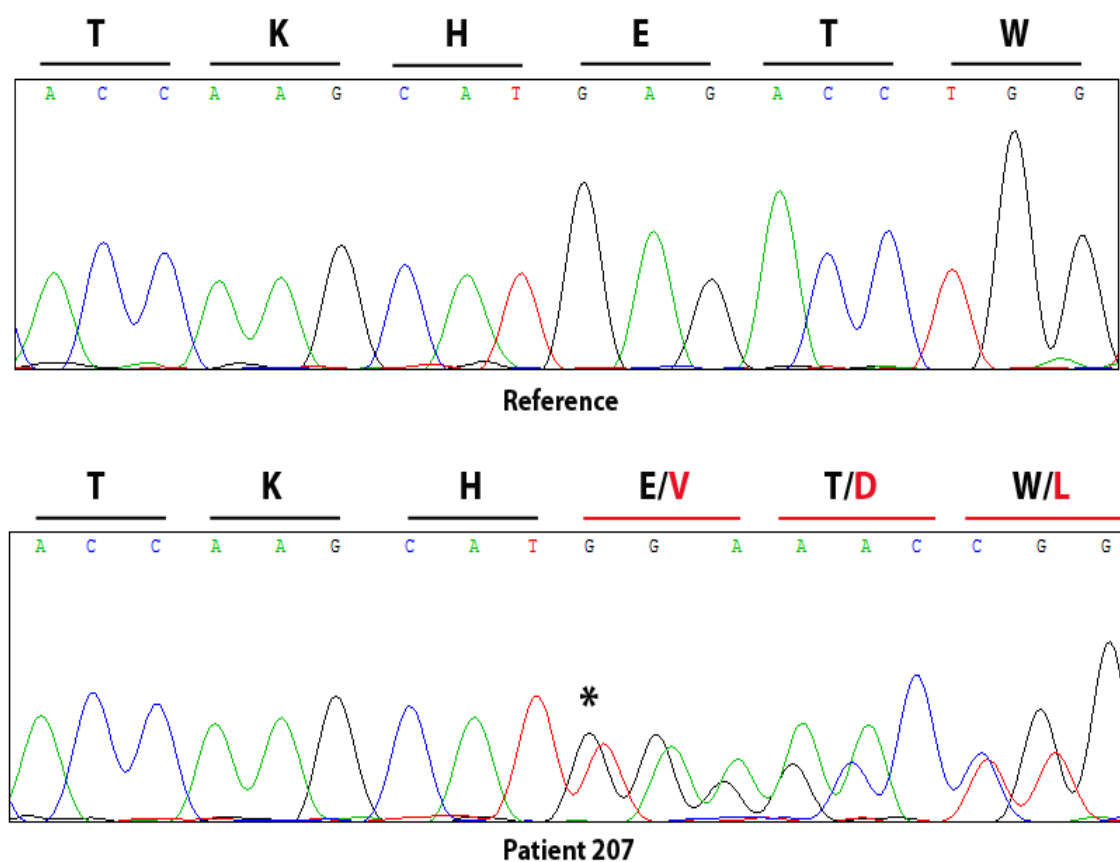 T K H E T W
A C C A A G C A T G A G A C C T G G
Reference
T K H E/V T/D W/L
A C C A A G C A T G G A A A C C G G
*
Patient 207